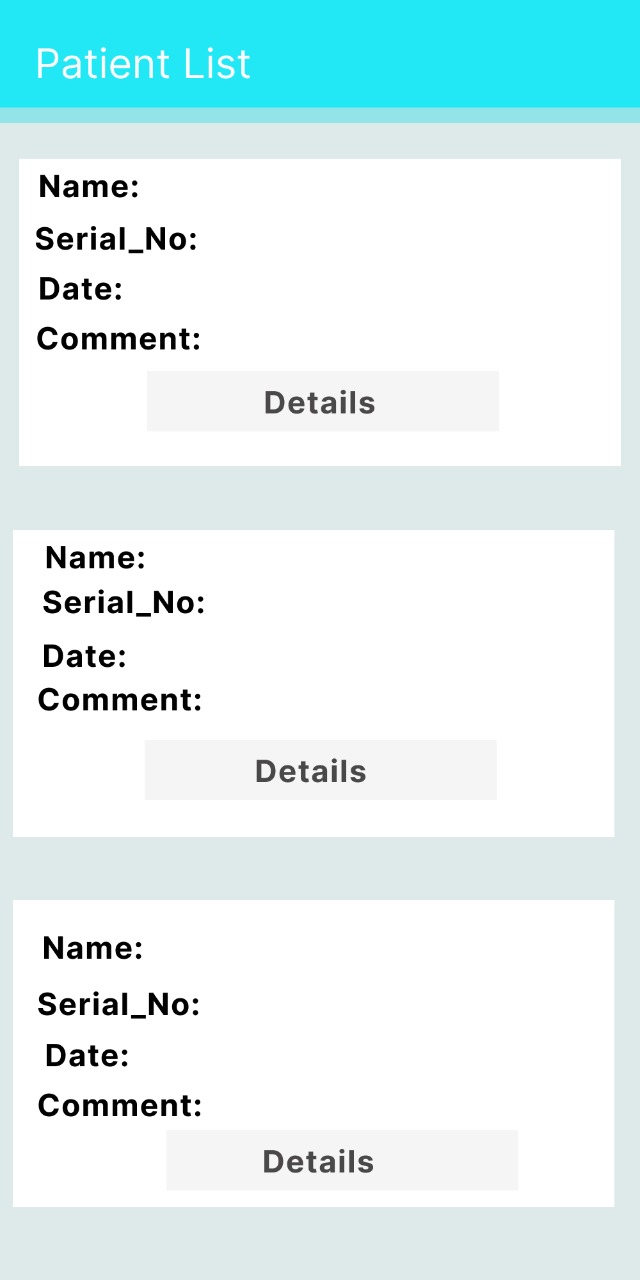 Patient List
Name:
Serial_No:
Date:
Comment:
Details
Name:
Serial_No:
Date:
Comment:
Details
Name:
Serial_No:
Date:
Comment:
Details